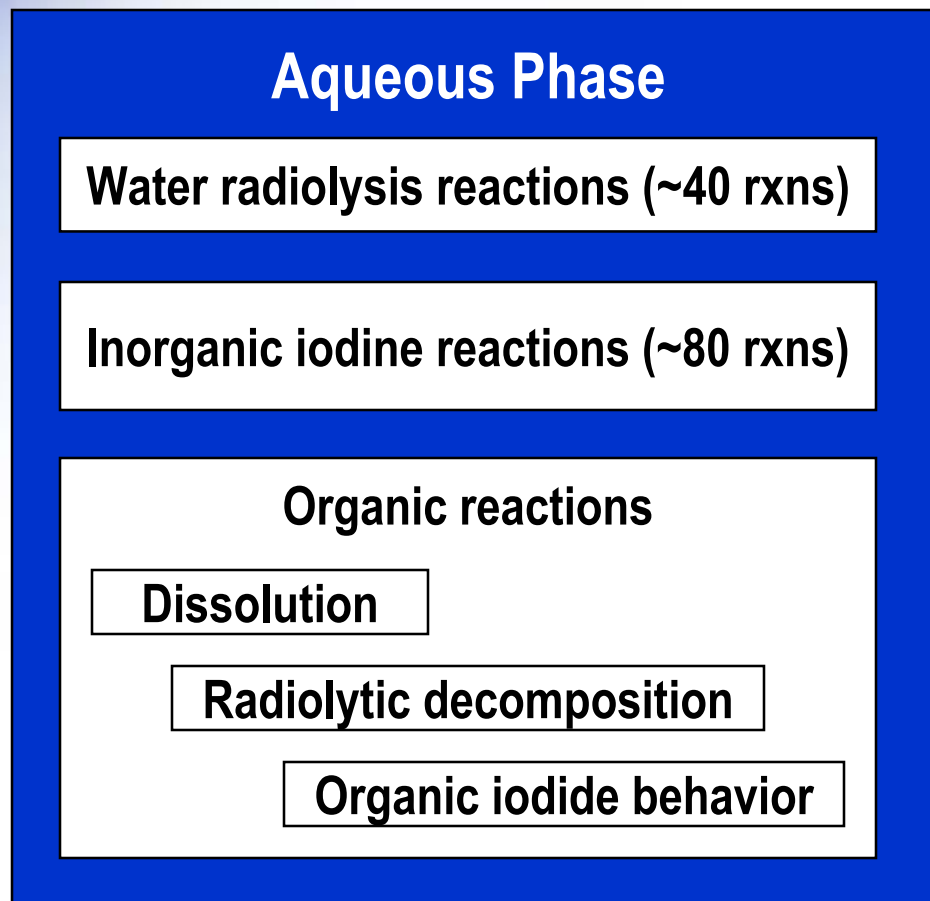 Aqueous Phase
Water radiolysis reactions (~40 rxns)
Inorganic iodine reactions (~80 rxns)
Organic reactions
Dissolution
Radiolytic decomposition
Organic iodide behavior